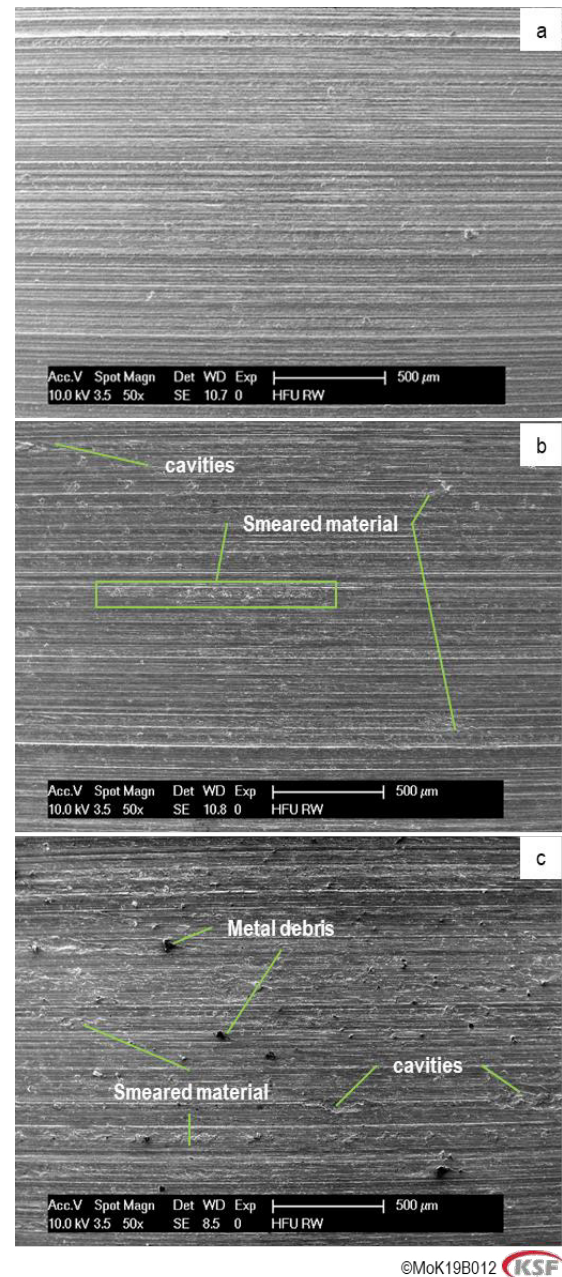 a
Acc.V Spot Magn Det WD Exp 500 µm
10.0 kV 3.5 50x SE 10.7 0 HFU RW
b
cavities
Smeared material
Acc.V Spot Magn Det WD Exp 500 µm
10.0 kV 3.5 50x SE 10.8 0 HFU RW
c
Metal debris
cavities
Smeared material
Acc.V Spot Magn Det WD Exp 500 µm
10.0 kV 3.5 50x SE 8.5 0 HFU RW
©MoK19B012 KSF